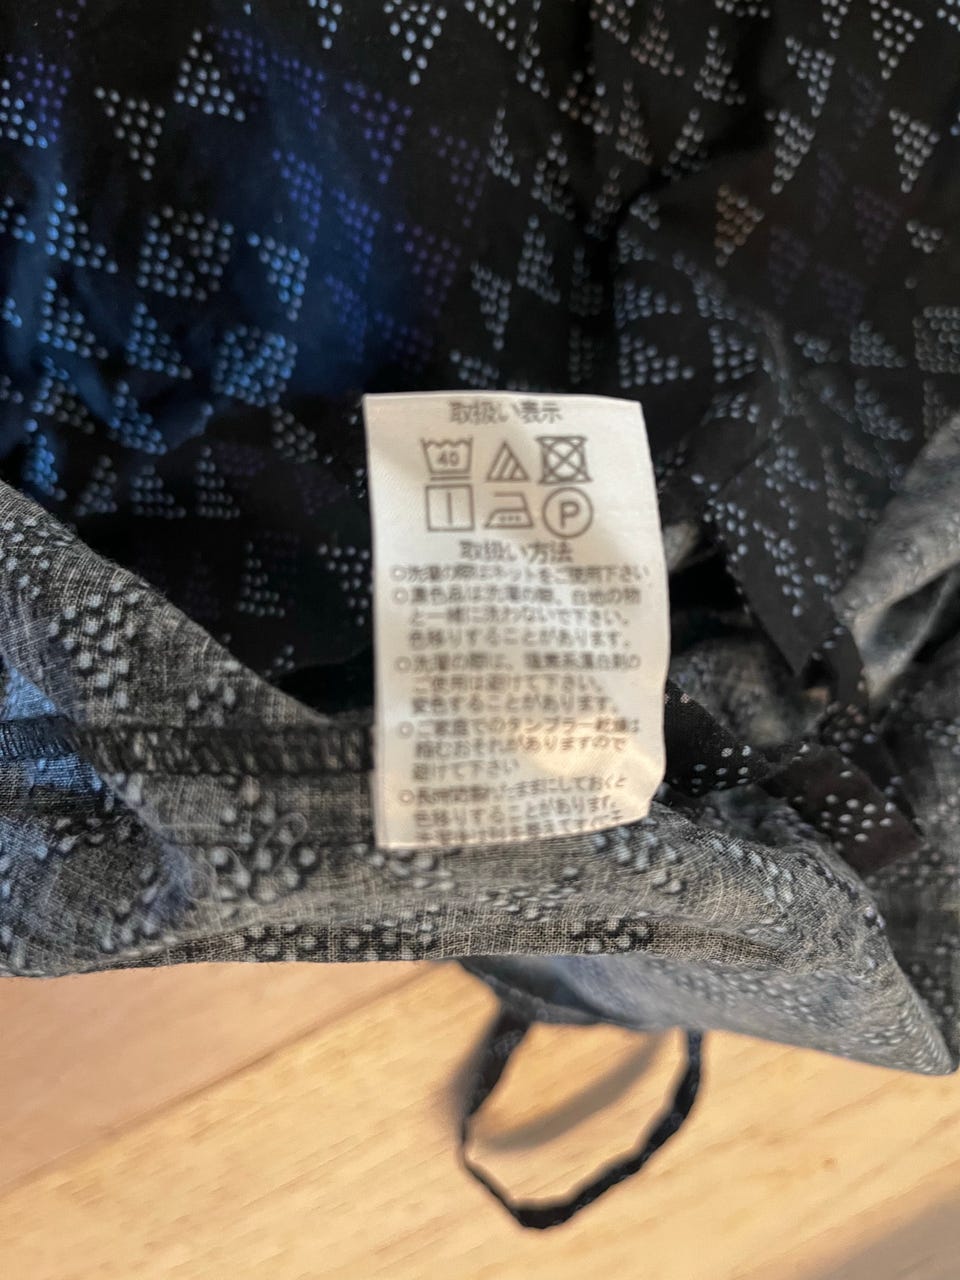 取扱い表示
40
P
取扱い方法
○洗濯の際はネットをご使用下さい
○濃色品は洗濯の際、白地の物
と一緒に洗わないで下さい。
色移りすることがあります。
○洗濯の際は、塩素系漂白剤の
ご使用は避けて下さい。
変色することがあります。
○ご家庭でのタンブラー乾燥は
縮むおそれがありますので
避けて下さい
○長時間濡れたままにしておくと
色移りすることがあります。